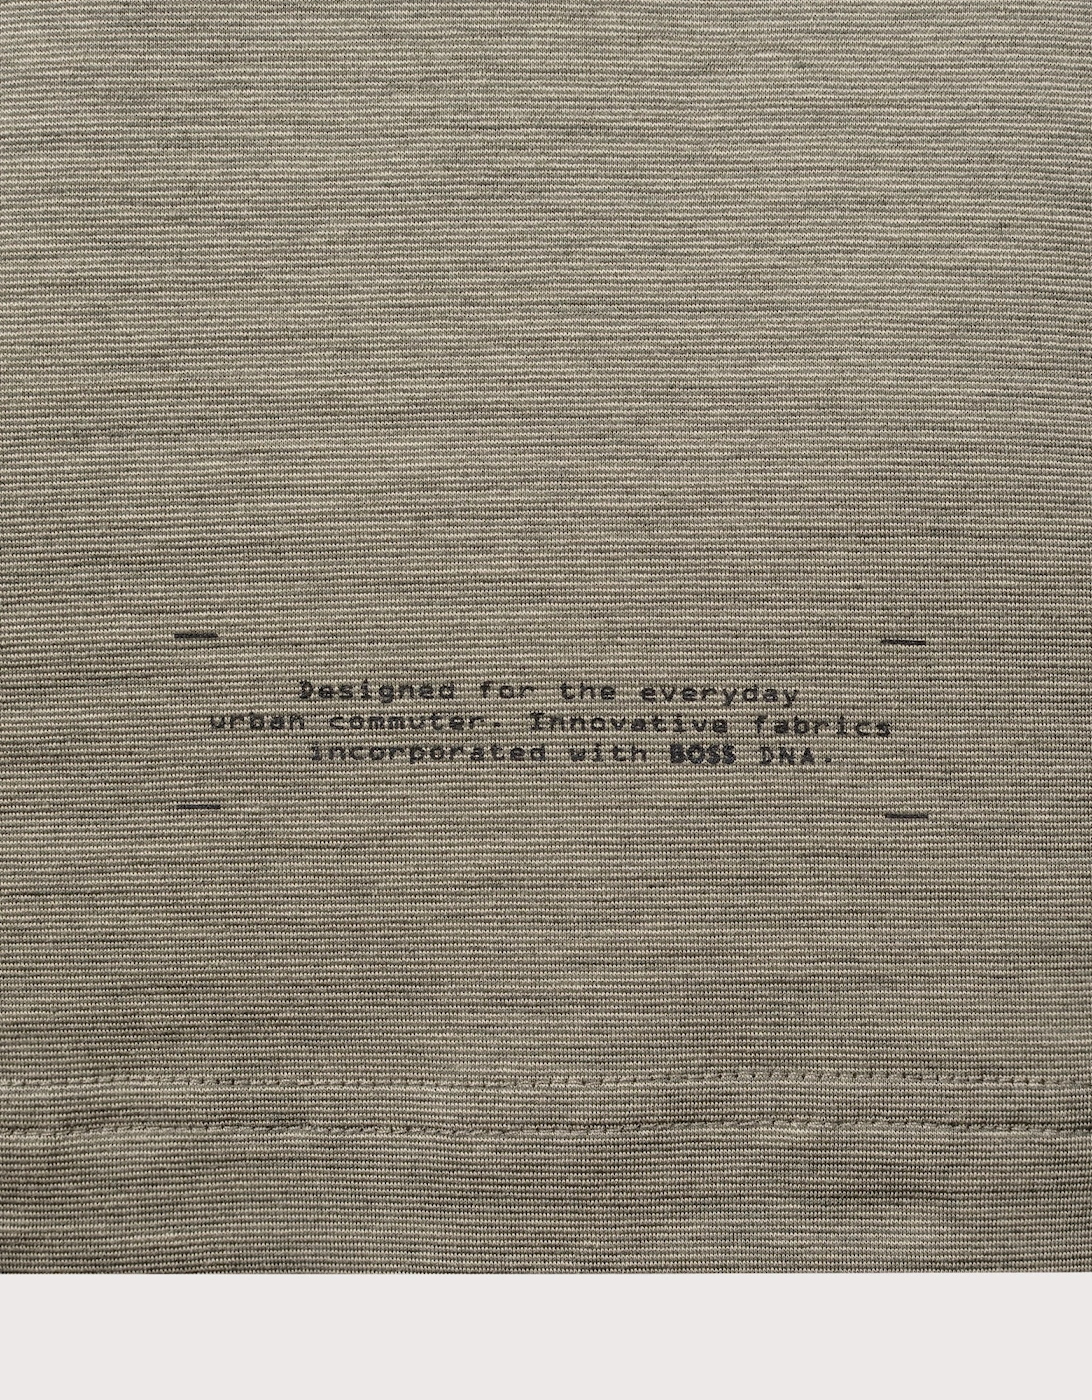 Designed for the everyday
urban commuter. Innovative fabrics
incorporated with BOSS DNA.